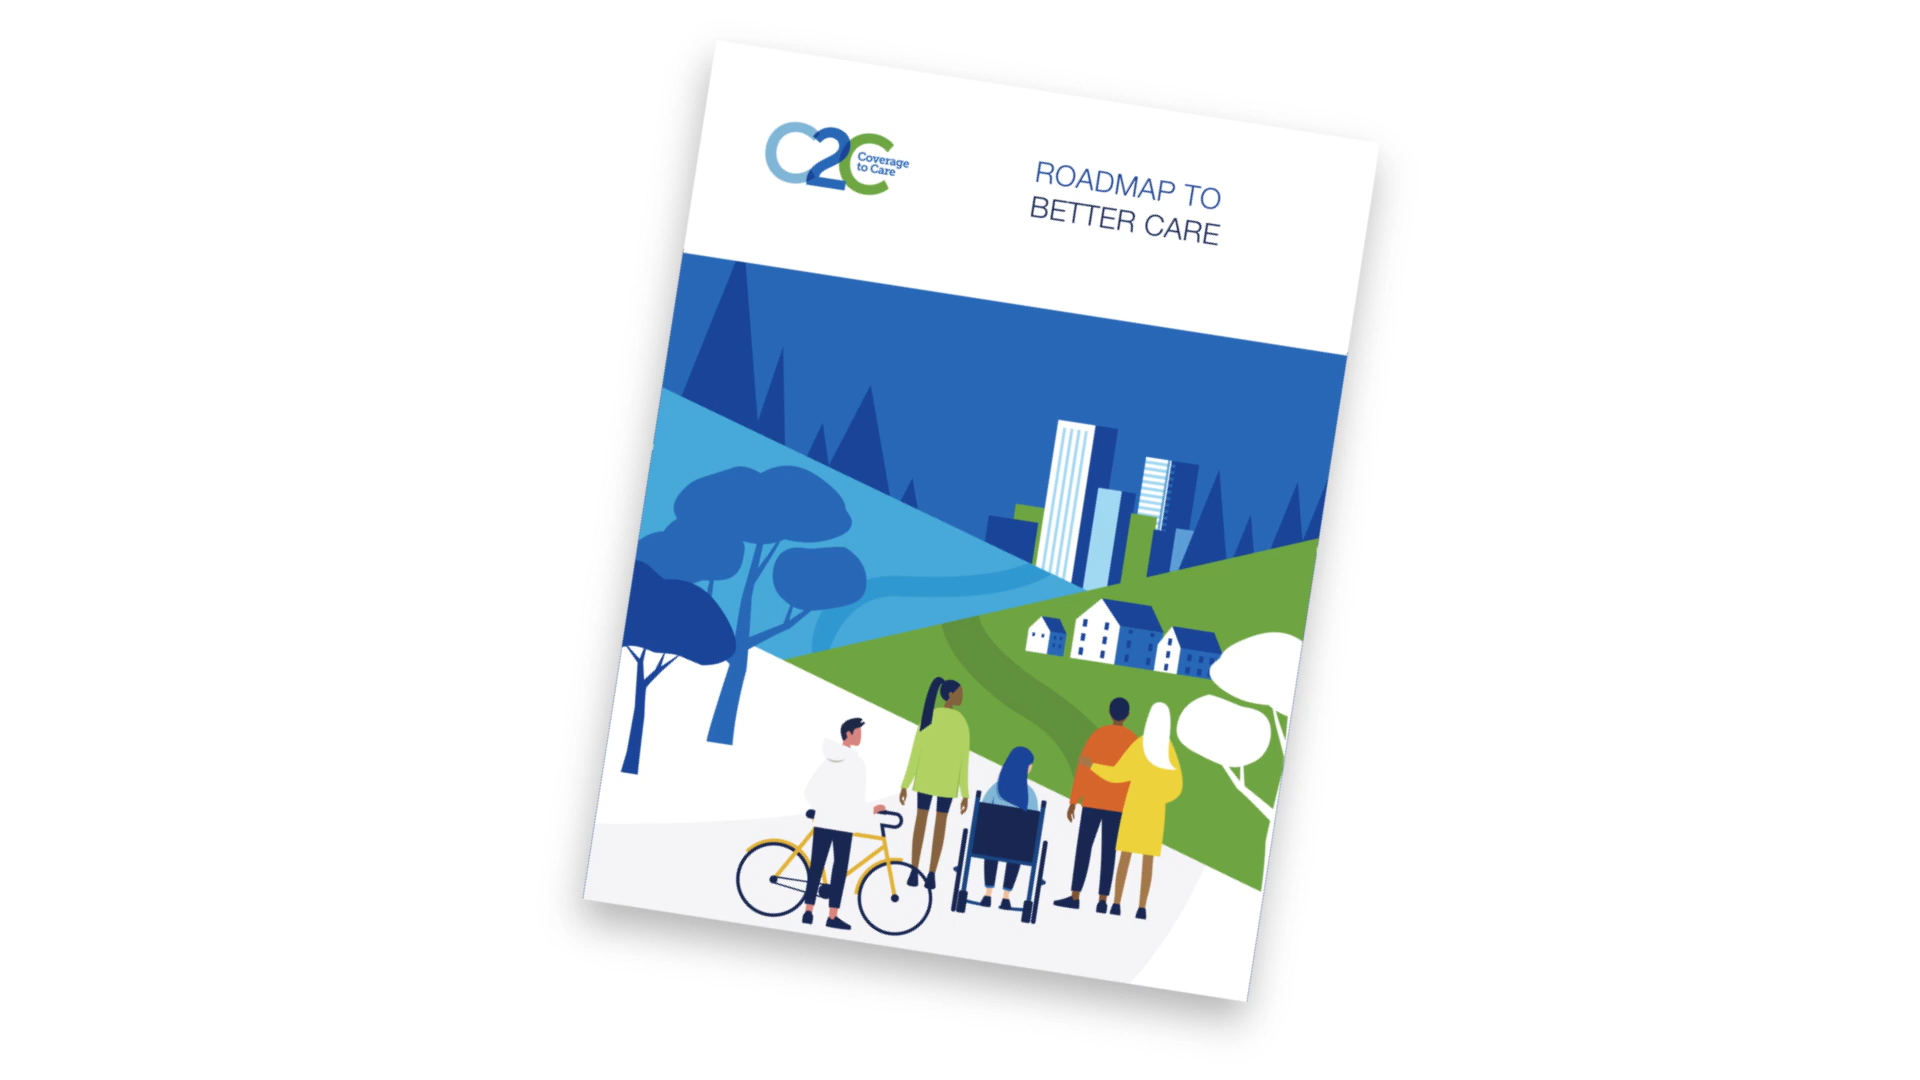 C2C
Coverage
to Care
ROADMAP TO
BETTER CARE